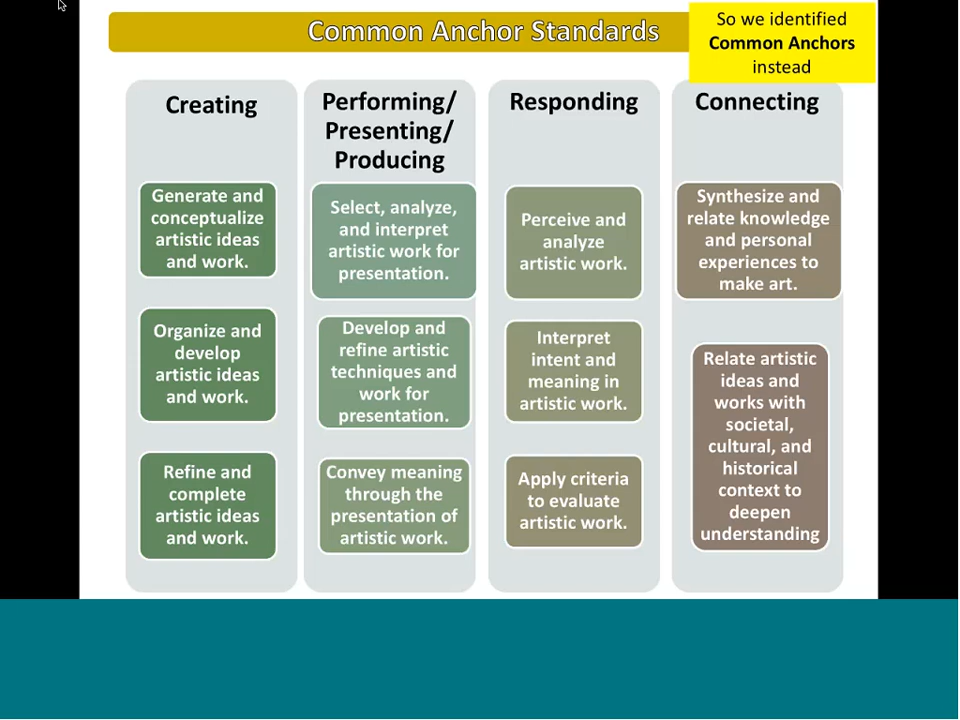 Common Anchor Standards
So we identified
Common Anchors
instead
Creating
Generate and
conceptualize
artistic ideas
and work.
Organize and
develop
artistic ideas
and work.
Refine and
complete
artistic ideas
and work.
Performing/
Presenting/
Producing
Select, analyze,
and interpret
artistic work for
presentation.
Develop and
refine artistic
techniques and
work for
presentation.
Convey meaning
through the
presentation of
artistic work.
Responding
Perceive and
analyze
artistic work.
Interpret
intent and
meaning in
artistic work.
Apply criteria
to evaluate
artistic work.
Connecting
Synthesize and
relate knowledge
and personal
experiences to
make art.
Relate artistic
ideas and
works with
societal,
cultural, and
historical
context to
deepen
understanding